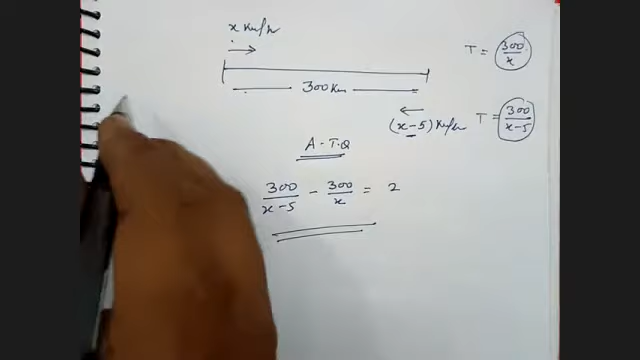 x Km/h
T = 300/x
300 Km
(x-5) Km/h T = 300/x-5
A-T-Q
300/x-5 - 300/x = 2